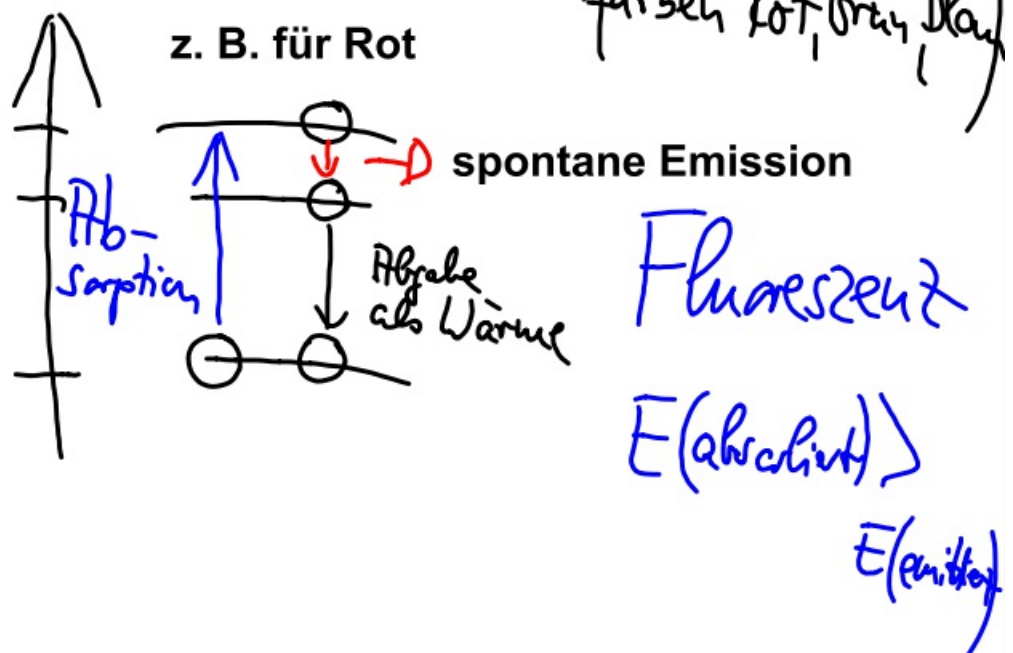 farben rot, grün, blau)
z. B. für Rot
spontane Emission
Ab-
sorption
Abgabe
als Wärme
Fluoreszenz
E(absorbiert) >
E(emittiert)